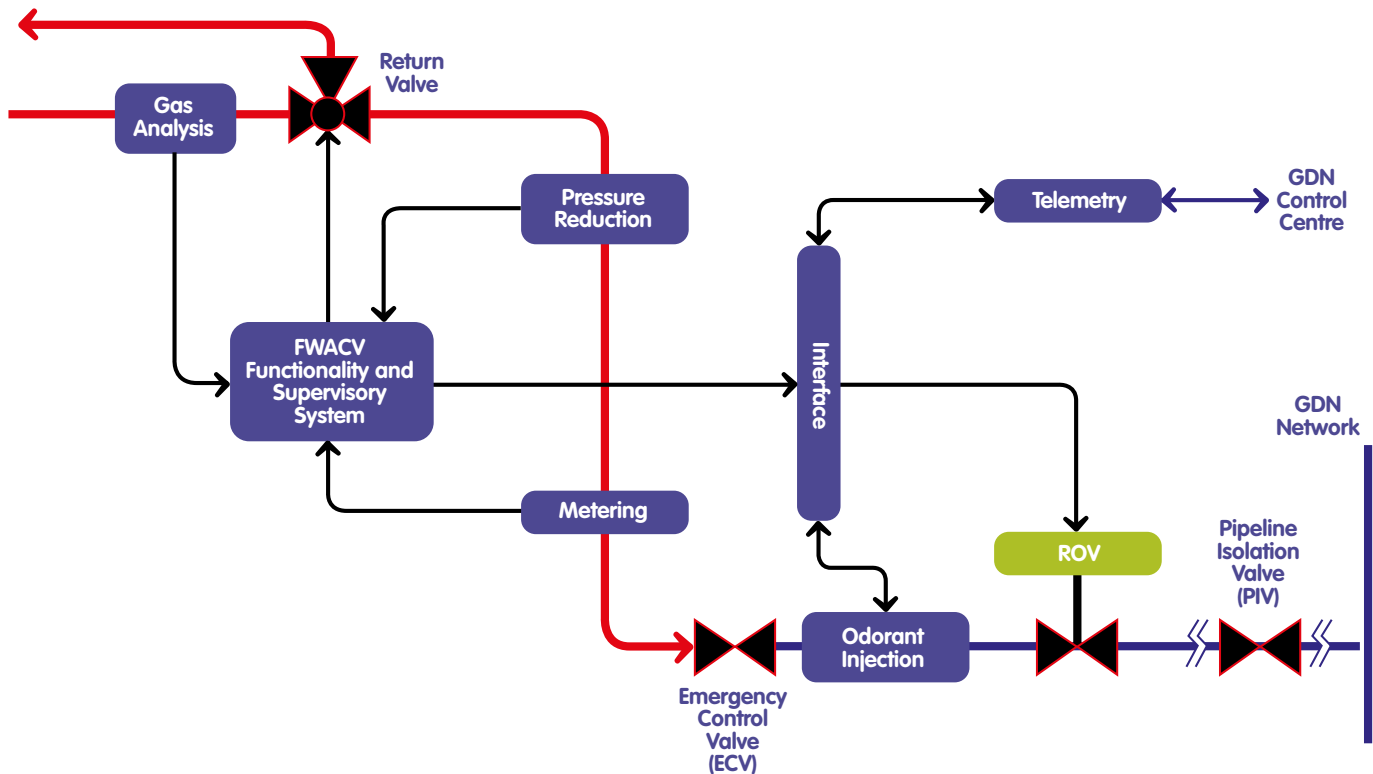 Return
Valve
Gas
Analysis
Pressure
Reduction
Telemetry
GDN
Control
Centre
FWACV
Functionality and
Supervisory
System
Interface
GDN
Network
Metering
ROV
Pipeline
Isolation
Valve
(PIV)
Odorant
Injection
Emergency
Control
Valve
(ECV)